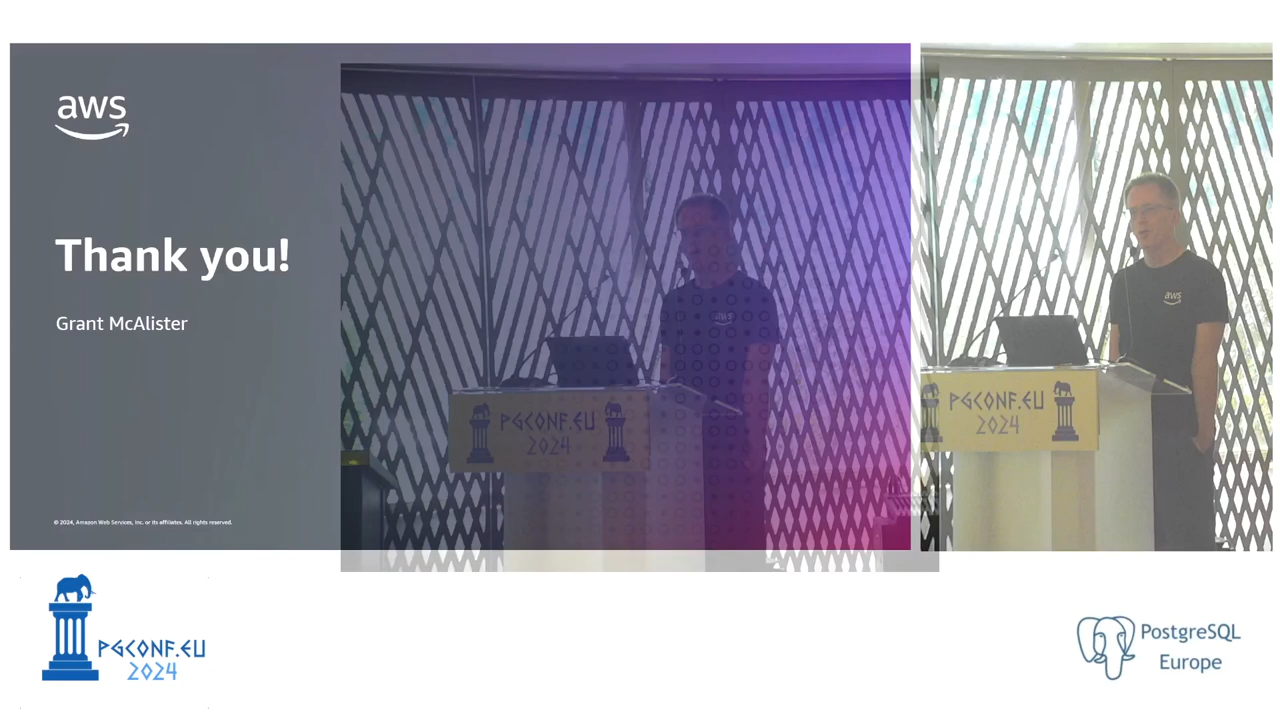 aws
Thank you!
Grant McAlister
© 2024, Amazon Web Services, Inc. or its affiliates. All rights reserved.
aws
PGCONF.EU
2024
aws
PGCONF.EU
2024
PGCONF.EU
2024
PostgreSQL
Europe